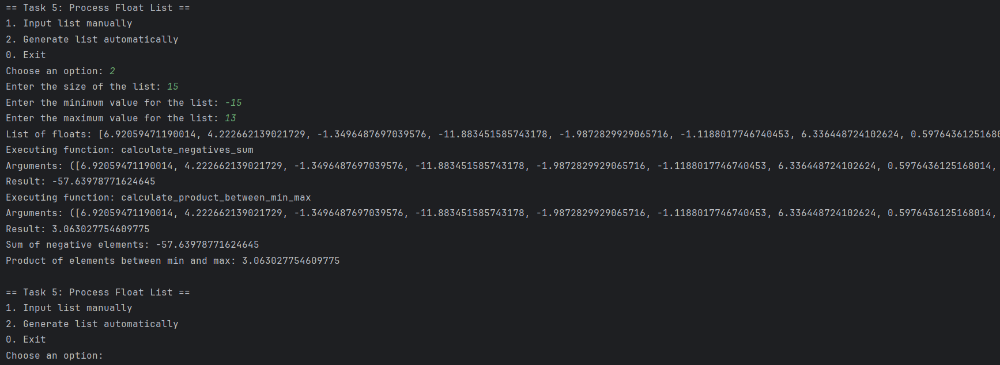 == Task 5: Process Float List ==
1. Input list manually
2. Generate list automatically
0. Exit
Choose an option: 2
Enter the size of the list: 15
Enter the minimum value for the list: -15
Enter the maximum value for the list: 13
List of floats: [6.92059471190014, 4.222662139021729, -1.3496487697039576, -11.883451585743178, -1.9872829929065716, -1.1188017746740453, 6.336448724102624, 0.5976436125168
Executing function: calculate_negatives_sum
Arguments: ([6.92059471190014, 4.222662139021729, -1.3496487697039576, -11.883451585743178, -1.9872829929065716, -1.1188017746740453, 6.336448724102624, 0.5976436125168014,
Result: -57.63978771624645
Executing function: calculate_product_between_min_max
Arguments: ([6.92059471190014, 4.222662139021729, -1.3496487697039576, -11.883451585743178, -1.9872829929065716, -1.1188017746740453, 6.336448724102624, 0.5976436125168014,
Result: 3.063027754609775
Sum of negative elements: -57.63978771624645
Product of elements between min and max: 3.063027754609775

== Task 5: Process Float List ==
1. Input list manually
2. Generate list automatically
0. Exit
Choose an option: